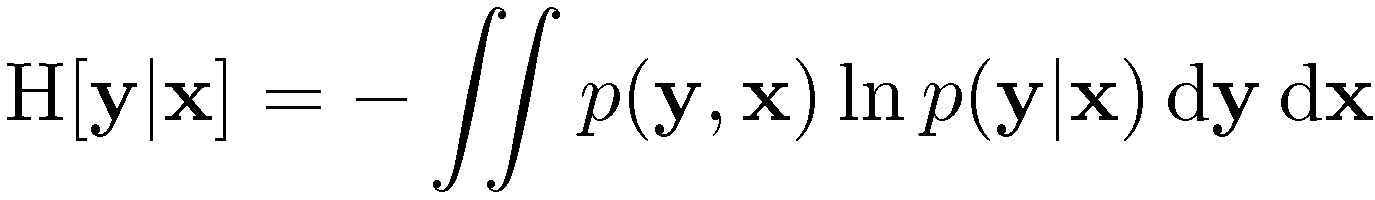 H[𝐲|𝐱] = − ∬ p(𝐲, 𝐱) ln p(𝐲|𝐱) d𝐲 d𝐱